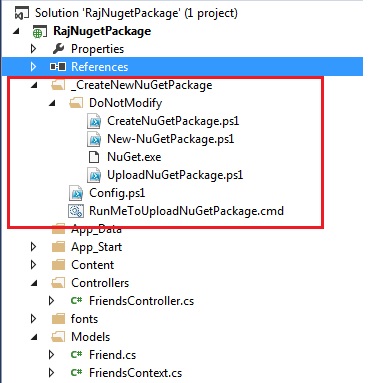 Solution 'RajNugetPackage' (1 project)
RajNugetPackage
Properties
References
_CreateNewNuGetPackage
DoNotModify
CreateNuGetPackage.ps1
New-NuGetPackage.ps1
NuGet.exe
UploadNuGetPackage.ps1
Config.ps1
RunMeToUploadNuGetPackage.cmd
App_Data
App_Start
Content
Controllers
C# FriendsController.cs
fonts
Models
C# Friend.cs
C# FriendsContext.cs